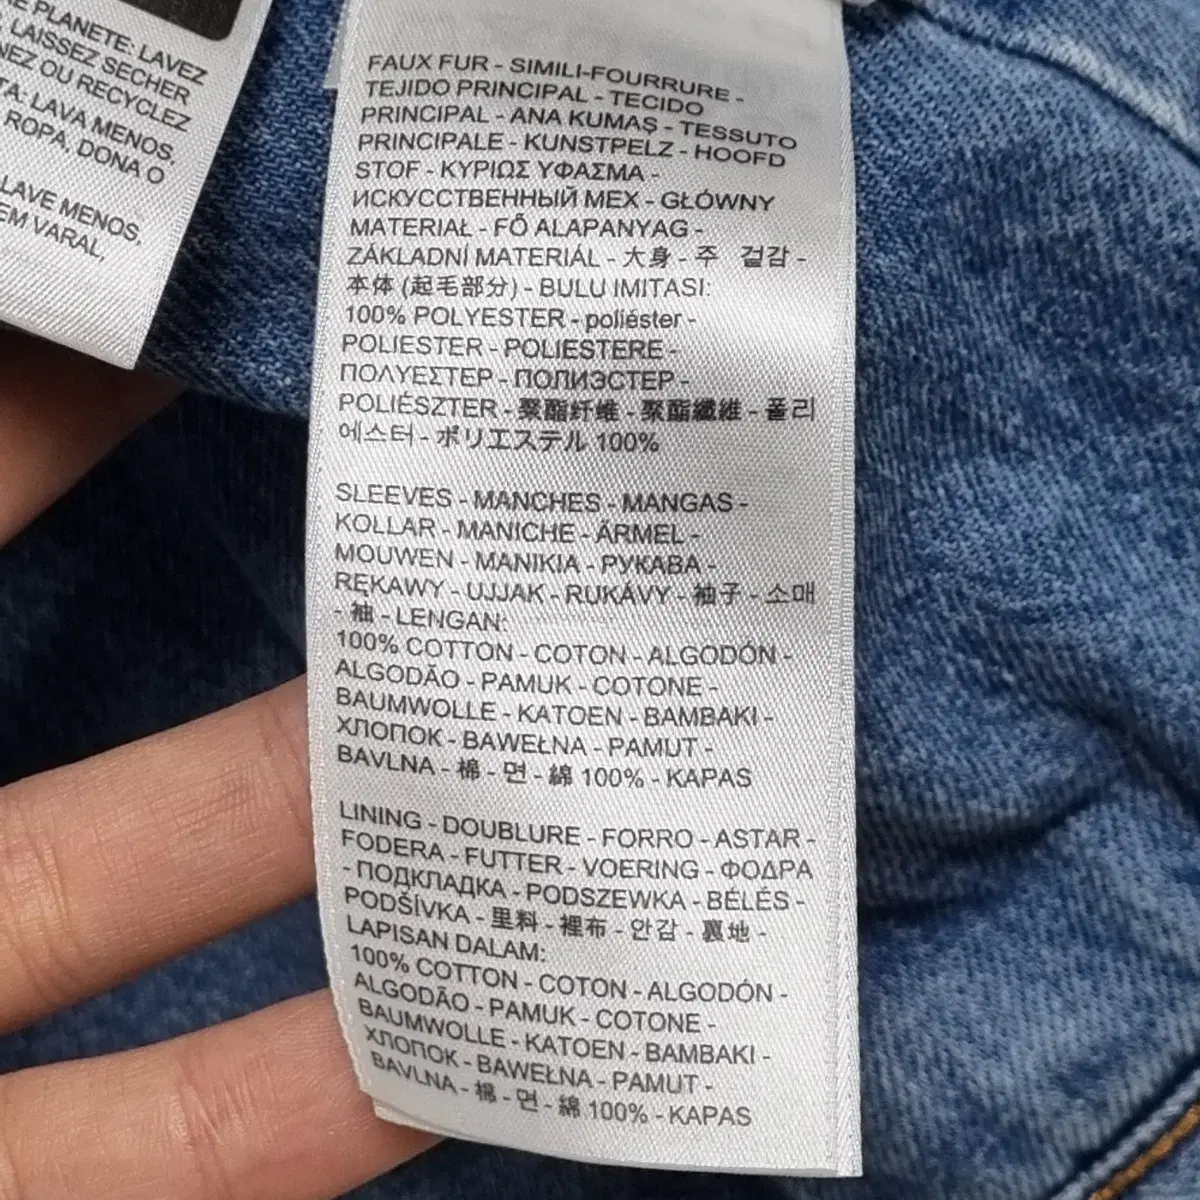 PLANETE: LAVEZ
LAISSEZ SECHER
NEZ OU RECYCLEZ
TA: LAVA MENOS,
ROPA, DONA O
LAVE MENOS,
EM VARAL,
FAUX FUR - SIMILI-FOURRURE -
TEJIDO PRINCIPAL - TECIDO
PRINCIPAL - ANA KUMAŞ - TESSUTO
PRINCIPALE - KUNSTPELZ - HOOFD
STOF - ΚΥΡΙΩΣ ΥΦΑΣΜΑ -
ИСКУССТВЕННЫЙ МЕХ - GŁÓWNY
MATERIAŁ - FŐ ALAPANYAG -
ZÁKLADNÍ MATERIÁL - 大身 - 주 겉감 -
本体 (起毛部分) - BULU IMITASI:
100% POLYESTER - poliéster -
POLIESTER - POLIESTERE -
ΠΟΛΥΕΣΤΕΡ - ПОЛИЭСТЕР -
POLIÉSZTER - 聚酯纤维 - 聚酯纖維 - 폴리
에스터 - ポリエステル 100%
SLEEVES - MANCHES - MANGAS -
KOLLAR - MANICHE - ÄRMEL -
MOUWEN - ΜΑΝΙΚΙΑ - РУКАВА -
RĘKAWY - UJJAK - RUKÁVY - 袖子 - 소매
- 袖 - LENGAN:
100% COTTON - COTON - ALGODÓN -
ALGODÃO - PAMUK - COTONE -
BAUMWOLLE - KATOEN - ΒΑΜΒΑΚΙ -
ХЛОПОК - BAWEŁNA - PAMUT -
BAVLNA - 棉 - 면 - 綿 100% - KAPAS
LINING - DOUBLURE - FORRO - ASTAR -
FODERA - FUTTER - VOERING - ΦΟΔΡΑ
- ПОДКЛАДКА - PODSZEWKA - BÉLÉS -
PODŠÍVKA - 里料 - 裡布 - 안감 - 裏地 -
LAPISAN DALAM:
100% COTTON - COTON - ALGODÓN -
ALGODÃO - PAMUK - COTONE -
BAUMWOLLE - KATOEN - ΒΑΜΒΑΚΙ -
ХЛОПОК - BAWEŁNA - PAMUT -
BAVLNA - 棉 - 면 - 綿 100% - KAPAS